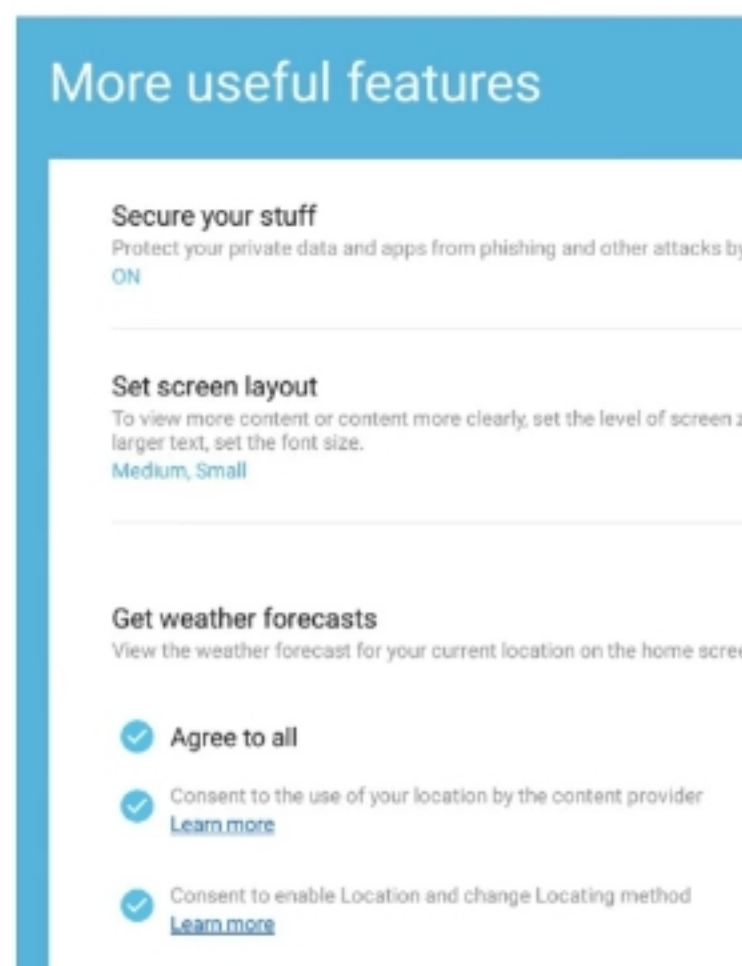 More useful features
Secure your stuff
Protect your private data and apps from phishing and other attacks by
ON
Set screen layout
To view more content or content more clearly, set the level of screen
larger text, set the font size.
Medium, Small
Get weather forecasts
View the weather forecast for your current location on the home
Agree to all
Consent to the use of your location by the content provider
Learn more
Consent to enable Location and change Locating method
Learn more